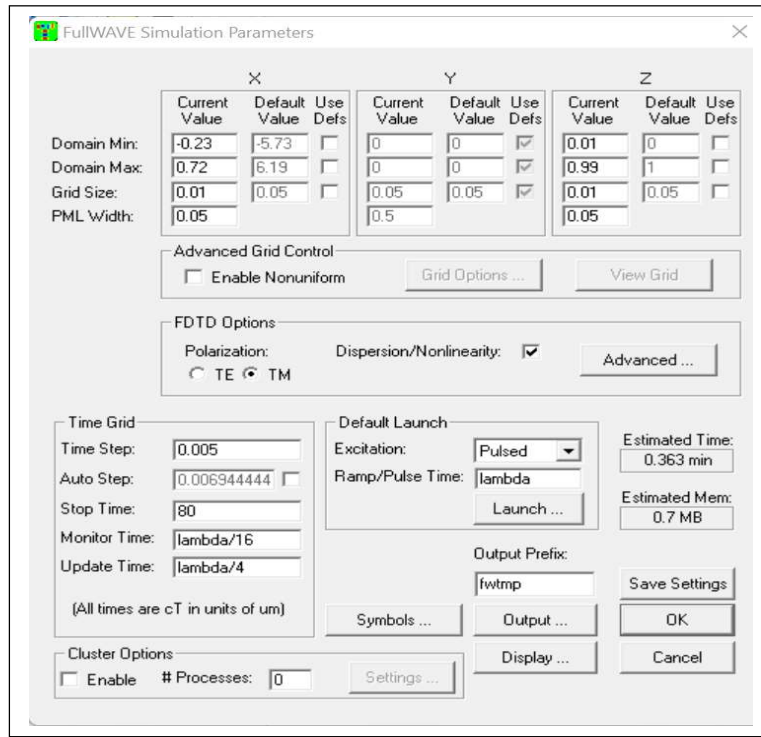 FullWAVE Simulation Parameters
X Y Z
Current Value Default Value Use Defs Current Value Default Value Use Defs Current Value Default Value Use Defs
Domain Min: -0.23 -5.73 0 0 0.01 0
Domain Max: 0.72 6.19 0 0 0.99 1
Grid Size: 0.01 0.05 0.05 0.05 0.01 0.05
PML Width: 0.05 0.5 0.05
Advanced Grid Control
Enable Nonuniform Grid Options ... View Grid
FDTD Options
Polarization: Dispersion/Nonlinearity: Advanced ...
TE TM
Time Grid
Time Step: 0.005
Auto Step: 0.006944444
Stop Time: 80
Monitor Time: lambda/16
Update Time: lambda/4
(All times are cT in units of um)
Default Launch
Excitation: Pulsed
Ramp/Pulse Time: lambda
Launch ...
Estimated Time:
0.363 min
Estimated Mem:
0.7 MB
Output Prefix:
fwtmp
Save Settings
Symbols ... Output ... OK
Display ... Cancel
Cluster Options
Enable # Processes: 0 Settings ...